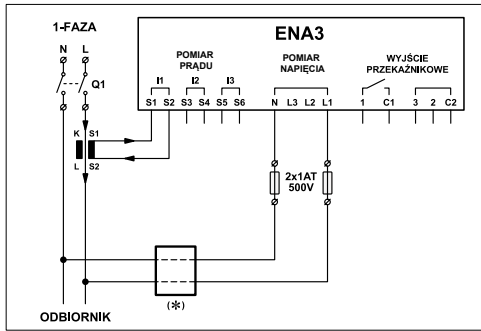 1-FAZA
ENA3
N L
POMIAR PRĄDU
POMIAR NAPIĘCIA
WYJŚCIE PRZEKAŹNIKOWE
Q1
I1 I2 I3
S1 S2 S3 S4 S5 S6 N L3 L2 L1 1 C1 3 2 C2
K S1
L S2
2x1AT
500V
(*)
ODBIORNIK